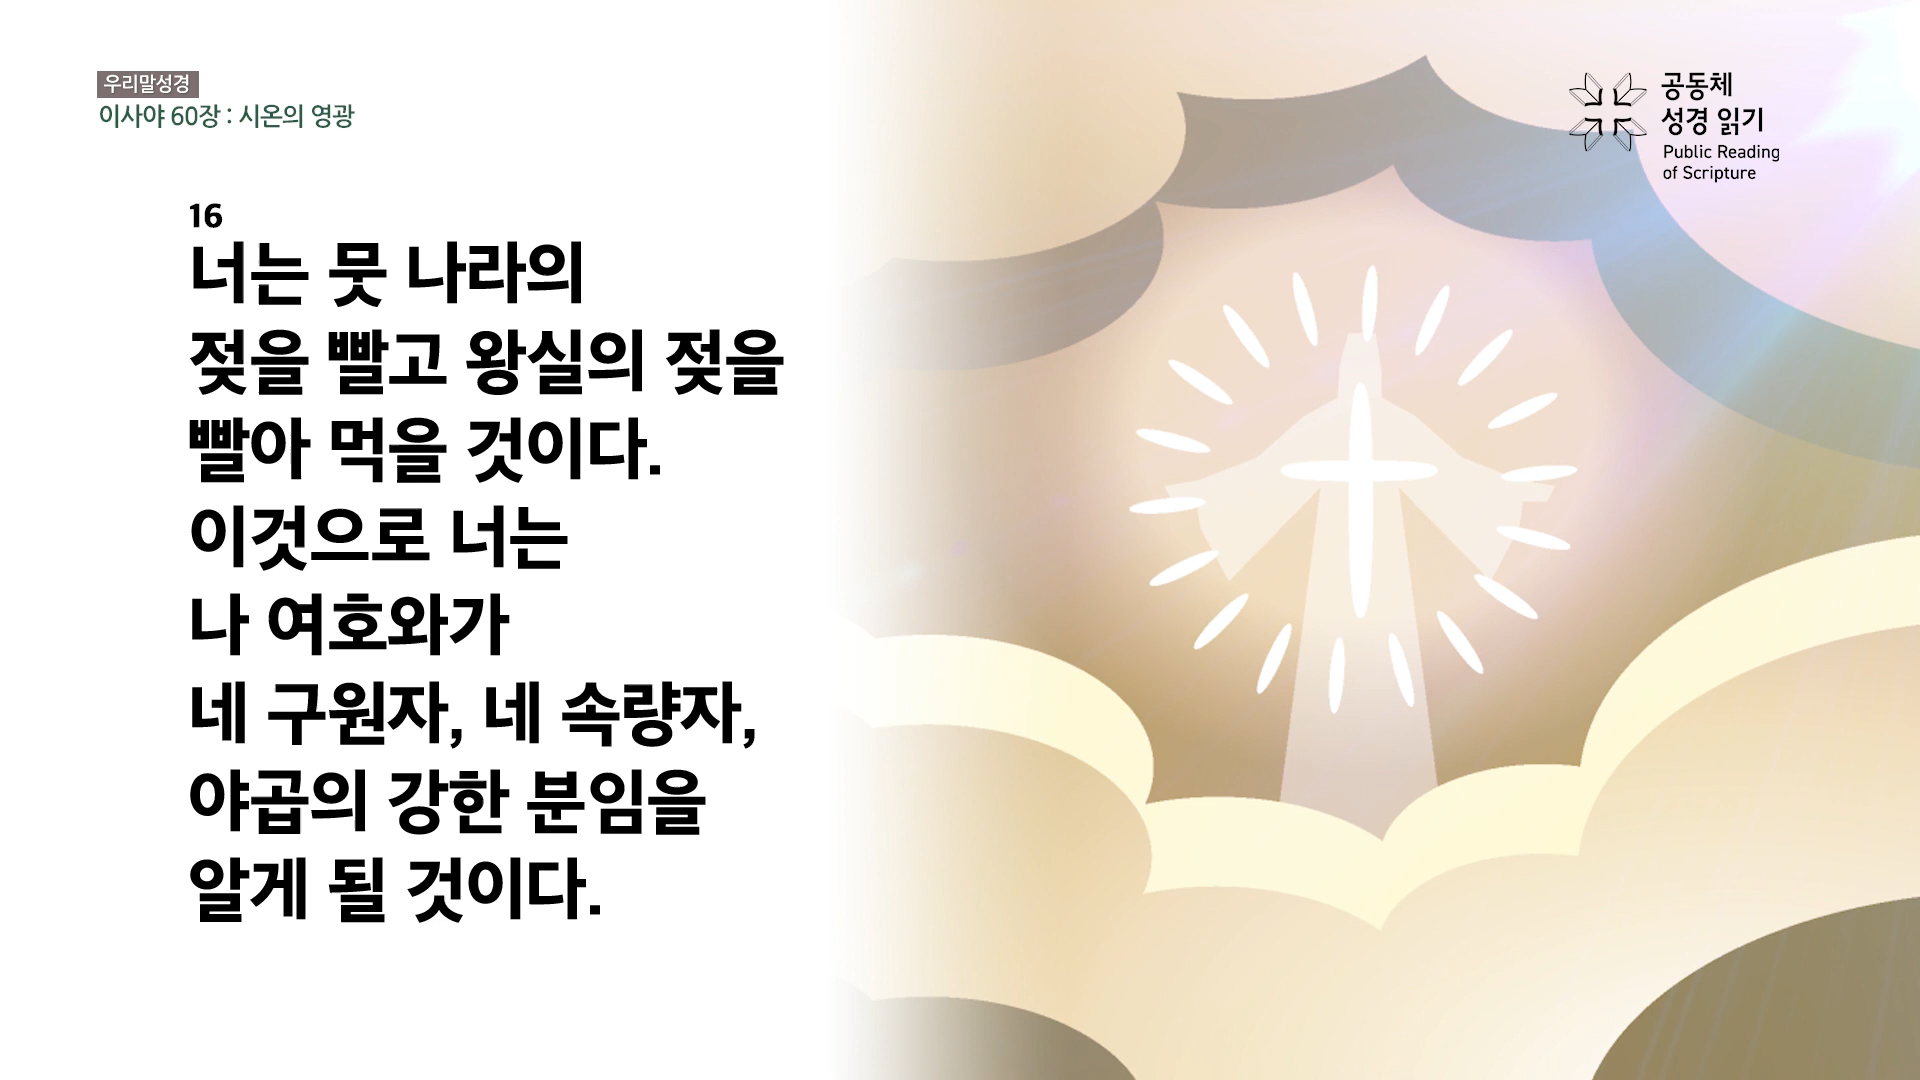 우리말성경
이사야 60장 : 시온의 영광
공동체
성경 읽기
Public Reading
of Scripture
16
너는 뭇 나라의
젖을 빨고 왕실의 젖을
빨아 먹을 것이다.
이것으로 너는
나 여호와가
네 구원자, 네 속량자,
야곱의 강한 분임을
알게 될 것이다.